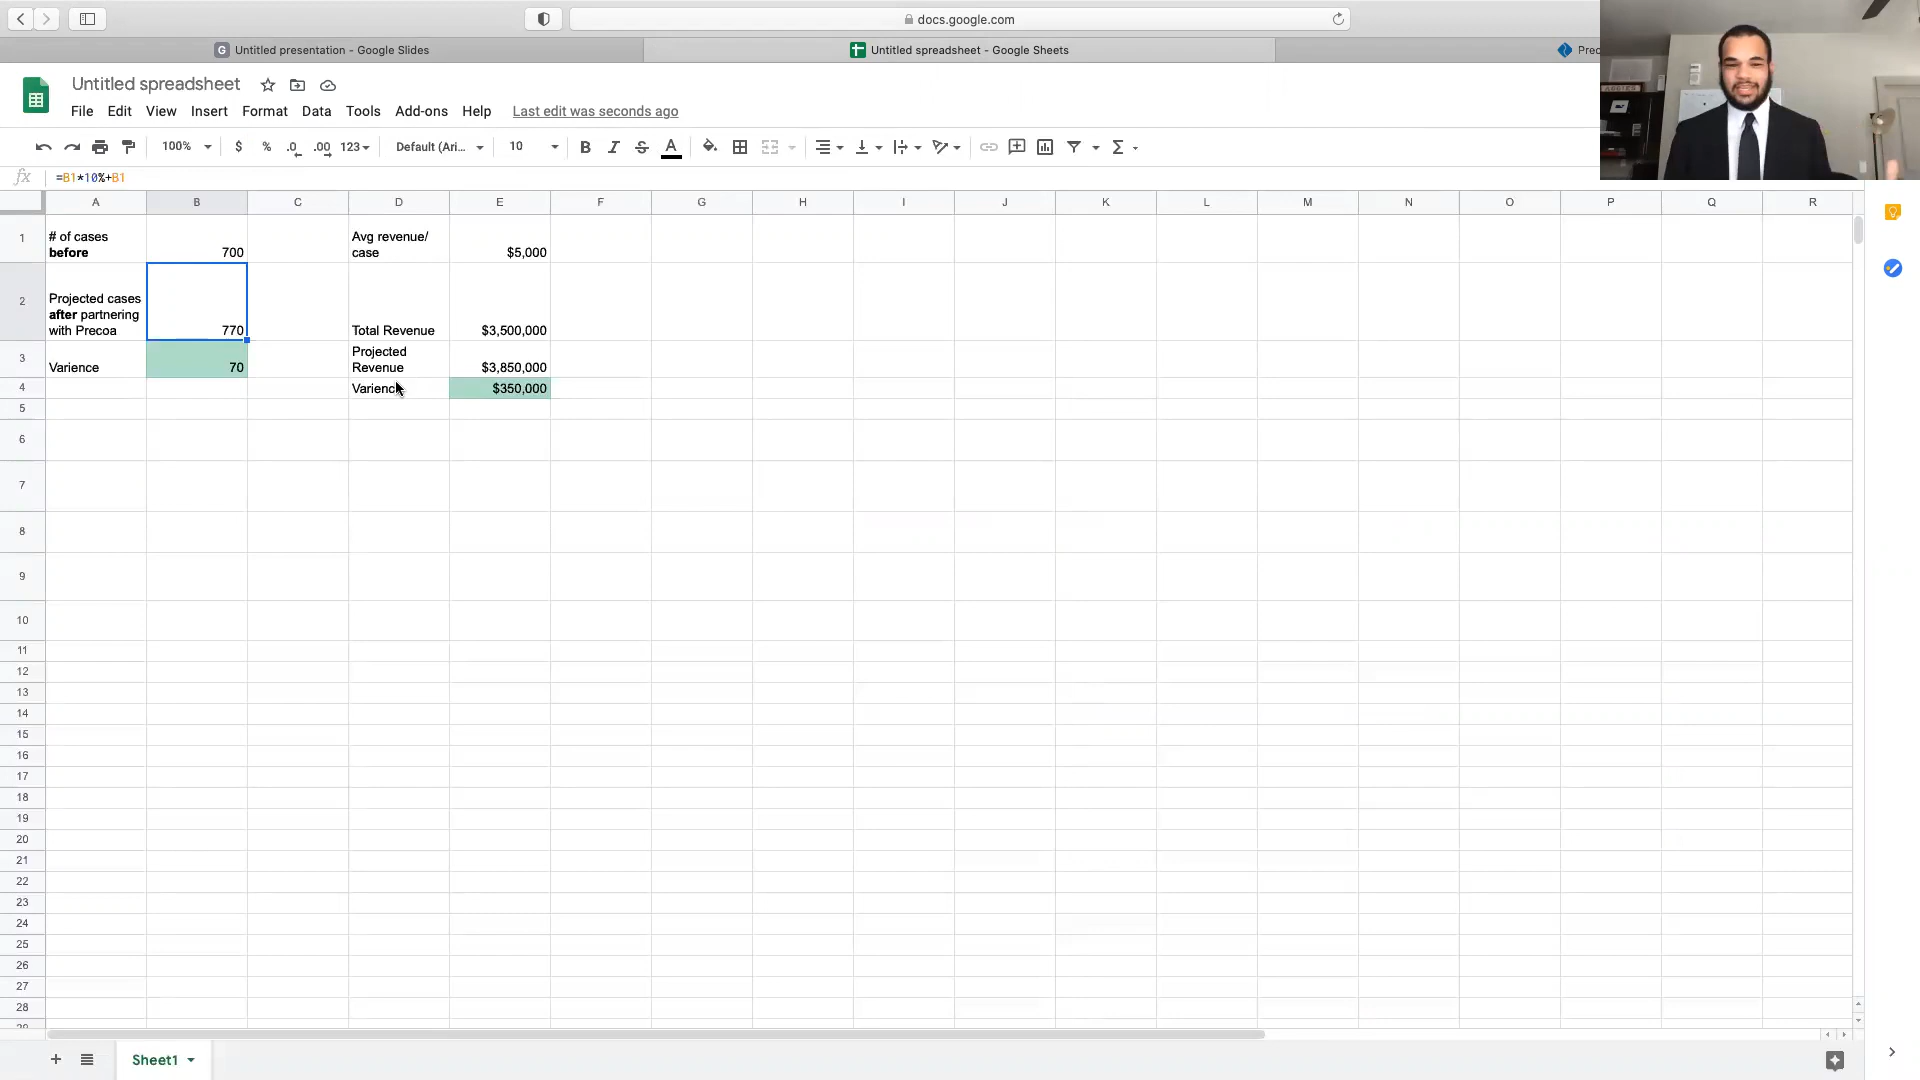 docs.google.com
Untitled presentation - Google Slides
Untitled spreadsheet - Google Sheets
Untitled spreadsheet
File Edit View Insert Format Data Tools Add-ons Help Last edit was seconds ago
100% $ % .0 .00 123 Default (Ari... 10 B I S A Σ
fx =B1*10%+B1
A B C D E F G H I J K L M N O P Q R
1 # of cases before 700 Avg revenue/ case $5,000
2 Projected cases after partnering with Precoa 770 Total Revenue $3,500,000
3 Varience 70 Projected Revenue $3,850,000
4 $350,000
5
6
7
8
9
10
11
12
13
14
15
16
17
18
19
20
21
22
23
24
25
26
27
28
Sheet1